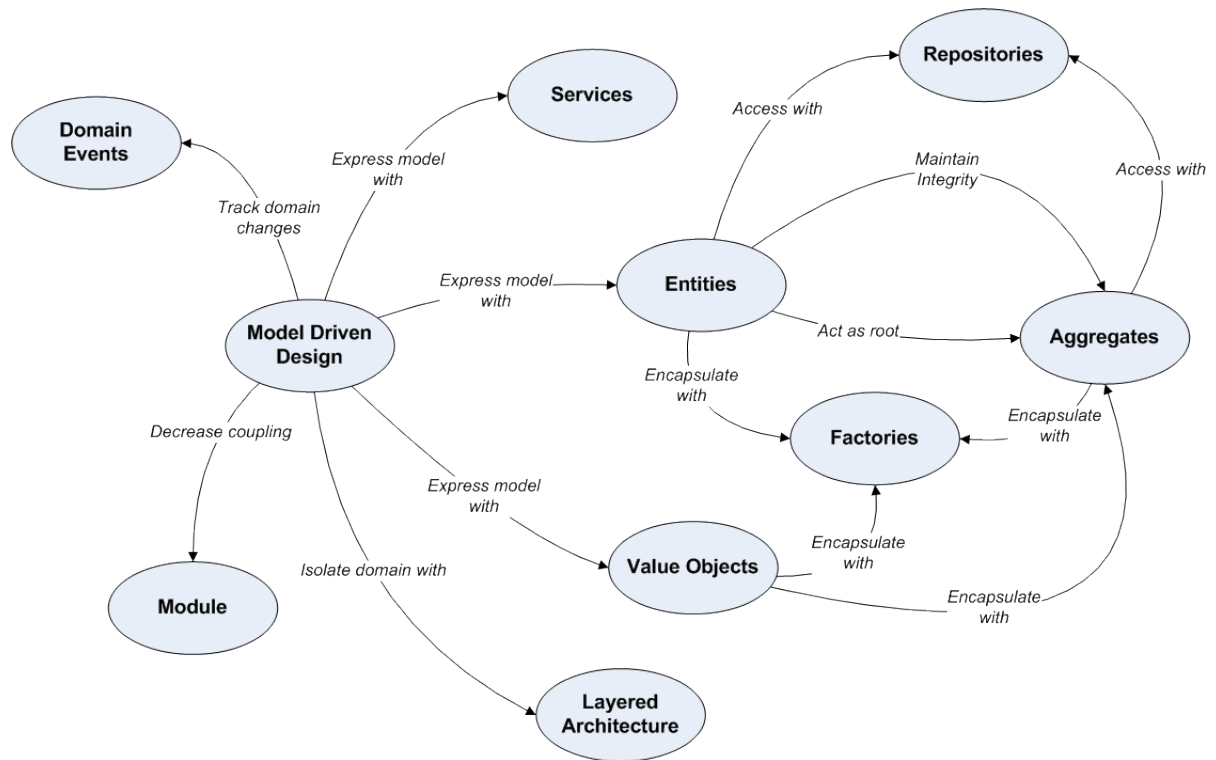 Repositories
Services
Access with
Domain
Events
Express model
with
Maintain
Integrity
Access with
Track domain
changes
Express model
with
Entities
Model Driven
Design
Act as root
Aggregates
Encapsulate
with
Decrease coupling
Encapsulate
with
Factories
Express model
with
Encapsulate
with
Isolate domain with
Value Objects
Module
Encapsulate
with
Layered
Architecture